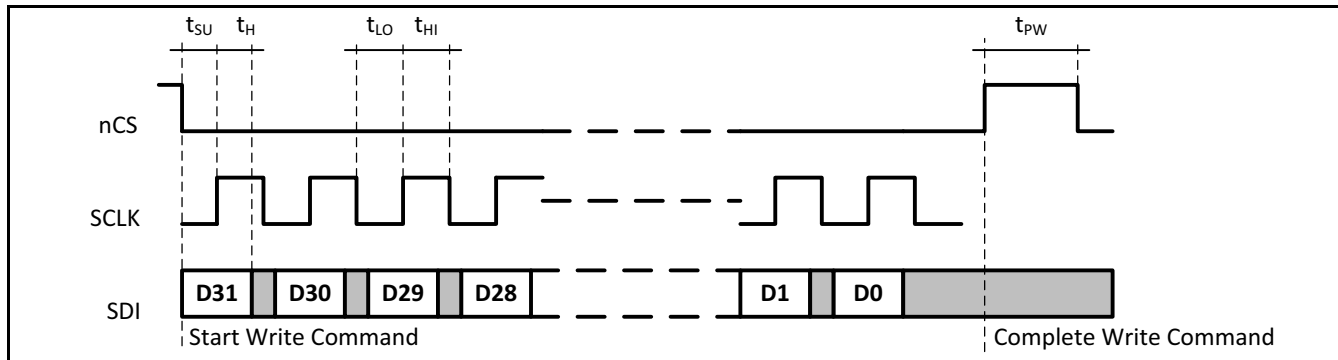 tSU tH tLO tHI tPW
nCS
SCLK
D31 D30 D29 D28 D1 D0
SDI
Start Write Command Complete Write Command